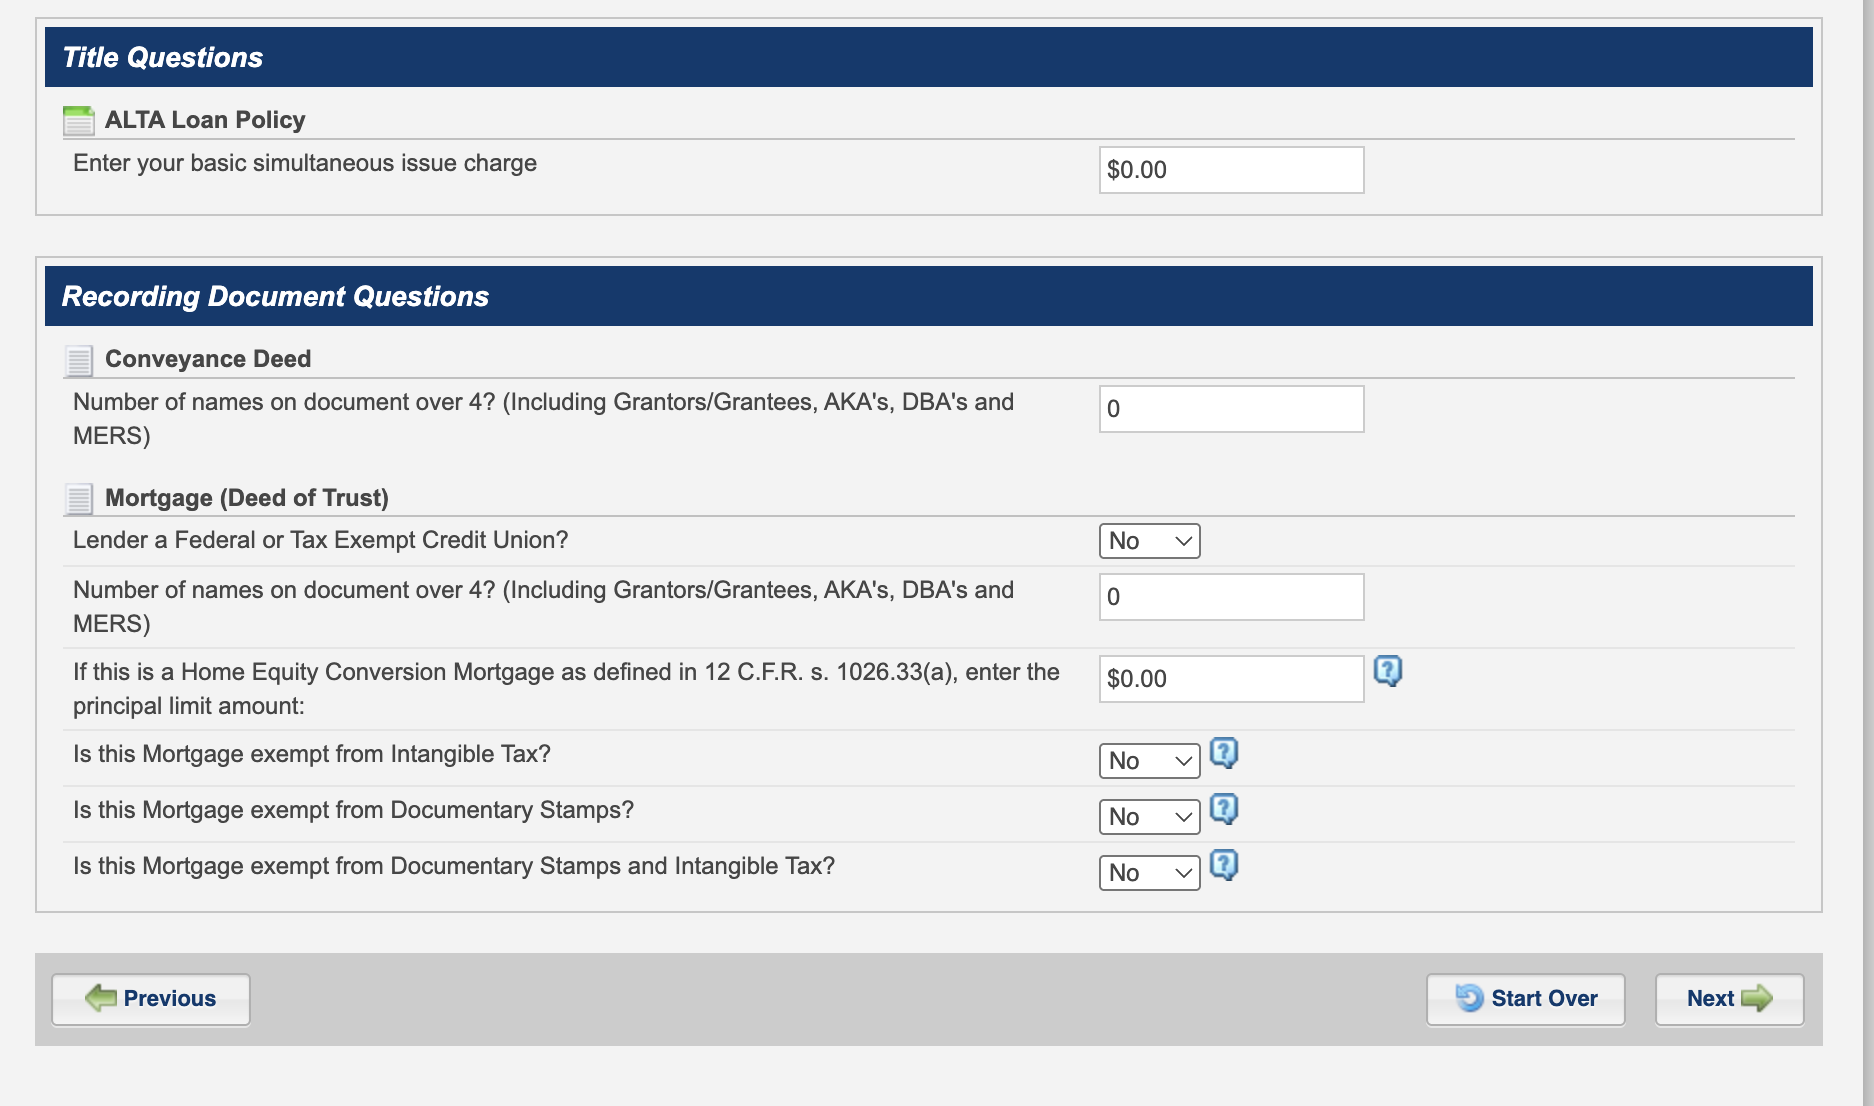 Title Questions
ALTA Loan Policy
Enter your basic simultaneous issue charge
$0.00
Recording Document Questions
Conveyance Deed
Number of names on document over 4? (Including Grantors/Grantees, AKA's, DBA's and
MERS)
0
Mortgage (Deed of Trust)
Lender a Federal or Tax Exempt Credit Union?
No
Number of names on document over 4? (Including Grantors/Grantees, AKA's, DBA's and
MERS)
0
If this is a Home Equity Conversion Mortgage as defined in 12 C.F.R. s. 1026.33(a), enter the
principal limit amount:
$0.00
?
Is this Mortgage exempt from Intangible Tax?
No
?
Is this Mortgage exempt from Documentary Stamps?
No
?
Is this Mortgage exempt from Documentary Stamps and Intangible Tax?
No
?
Previous
Start Over
Next